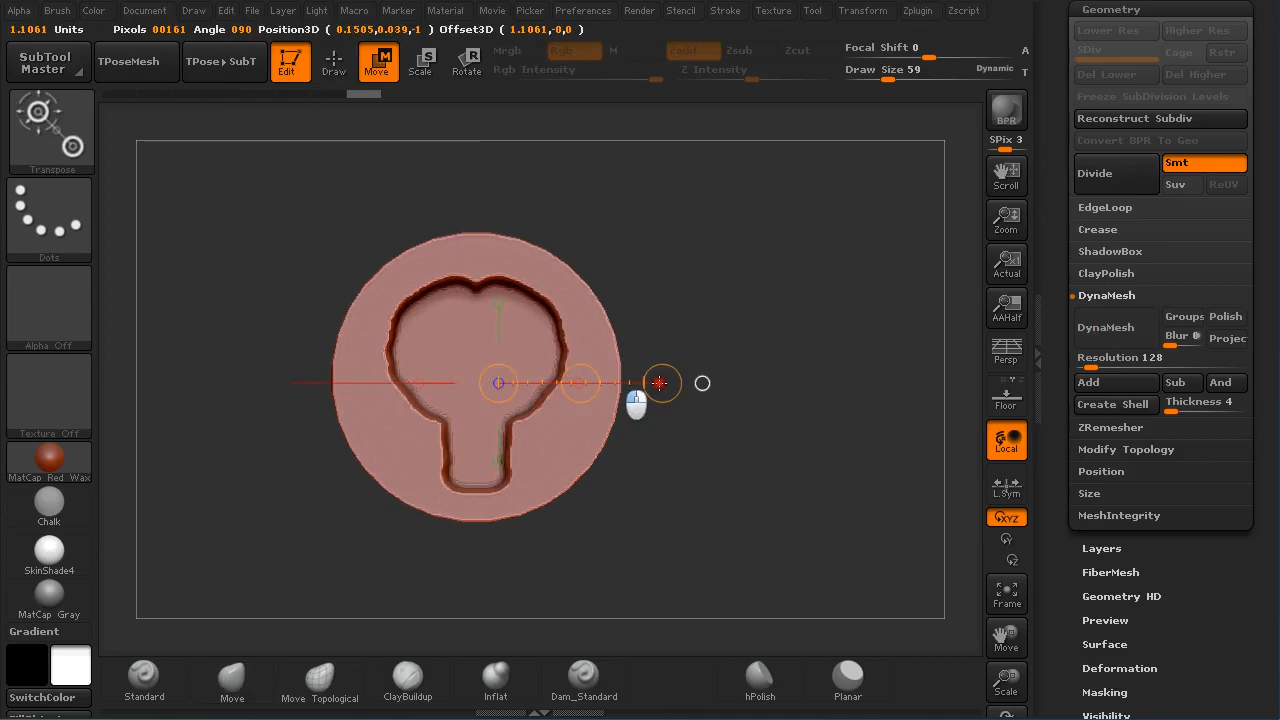 Alpha Brush Color Document Draw Edit File Layer Light Macro Marker Material Movie Picker Preferences Render Stencil Stroke Texture Tool Transform Zplugin Zscript
1.1061 Units Pixels 00161 Angle 090 Position3D ( 0.1505,0.039,-1 ) Offset3D ( 1.1061,-0,0 )
SubTool
Master
TPoseMesh
TPose▸SubT
Edit
Draw
Move
Scale
Rotate
Mrgb Rgb M
Rgb Intensity
Zadd Zsub Zcut
Z Intensity
Focal Shift 0
Draw Size 59
Dynamic
A
T
Transpose
Dots
Alpha Off
Texture Off
MatCap Red Wax
Chalk
SkinShade4
MatCap Gray
Gradient
SwitchColor
BPR
SPix 3
Scroll
Zoom
Actual
AAHalf
Persp
Floor
Local
L.Sym
XYZ
Y
Z
Frame
Move
Scale
Standard
Move
Move Topological
ClayBuildup
Inflat
Dam_Standard
hPolish
Planar
Geometry
Lower Res Higher Res
SDiv Cage Rstr
Del Lower Del Higher
Freeze SubDivision Levels
Reconstruct Subdiv
Convert BPR To Geo
Divide
Smt
Suv ReUV
EdgeLoop
Crease
ShadowBox
ClayPolish
DynaMesh
DynaMesh
Groups Polish
Blur Projec
Resolution 128
Add Sub And
Create Shell Thickness 4
ZRemesher
Modify Topology
Position
Size
MeshIntegrity
Layers
FiberMesh
Geometry HD
Preview
Surface
Deformation
Masking
Visibility